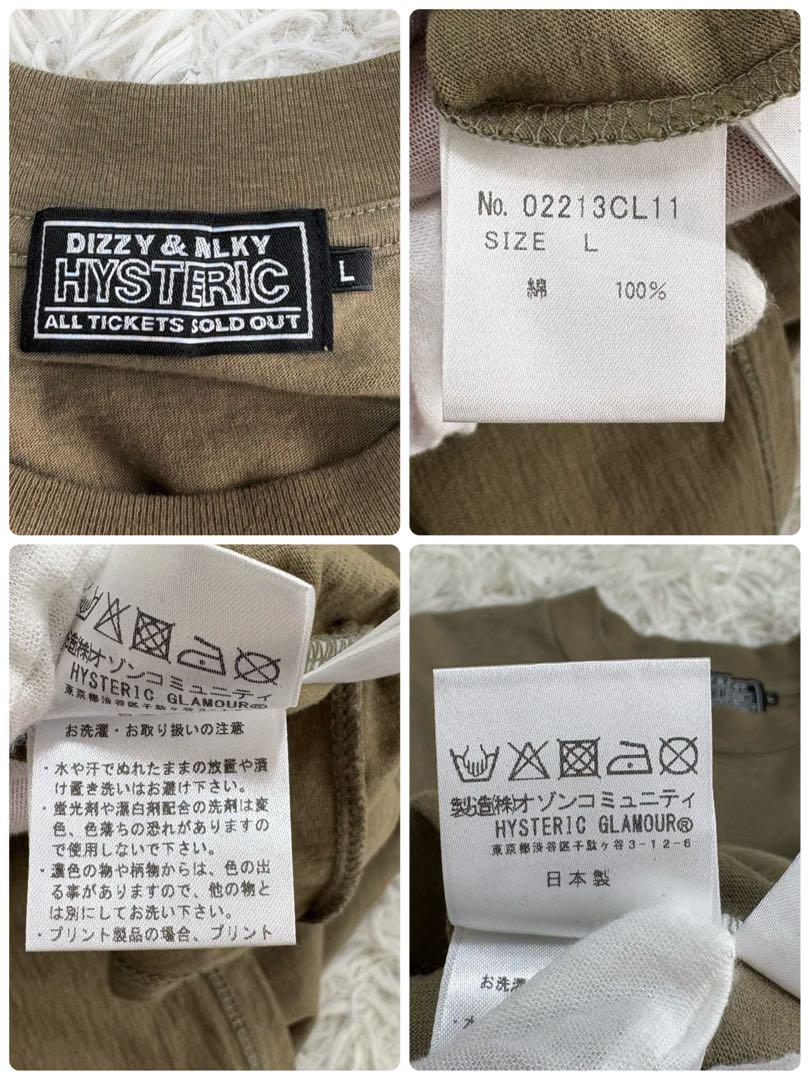 DIZZY & NLKY
HYSTERIC
ALL TICKETS SOLD OUT
L
No. 02213CL11
SIZE L
綿 100%
造㈱オゾンコミュニティ
HYSTERIC GLAMOUR®
東京都渋谷区千駄ヶ谷
お洗濯・お取り扱いの注意
・水や汗でぬれたままの放置や漬
け置き洗いはお避け下さい。
・蛍光剤や漂白剤配合の洗剤は変
色、色落ちの恐れがありますの
で使用しないで下さい。
・濃色の物や柄物からは、色の出
る事がありますので、他の物と
は別にしてお洗い下さい。
・プリント製品の場合、プリント
製造㈱オゾンコミュニティ
HYSTERIC GLAMOUR®
東京都渋谷区千駄ヶ谷3-12-6
日本製
お洗